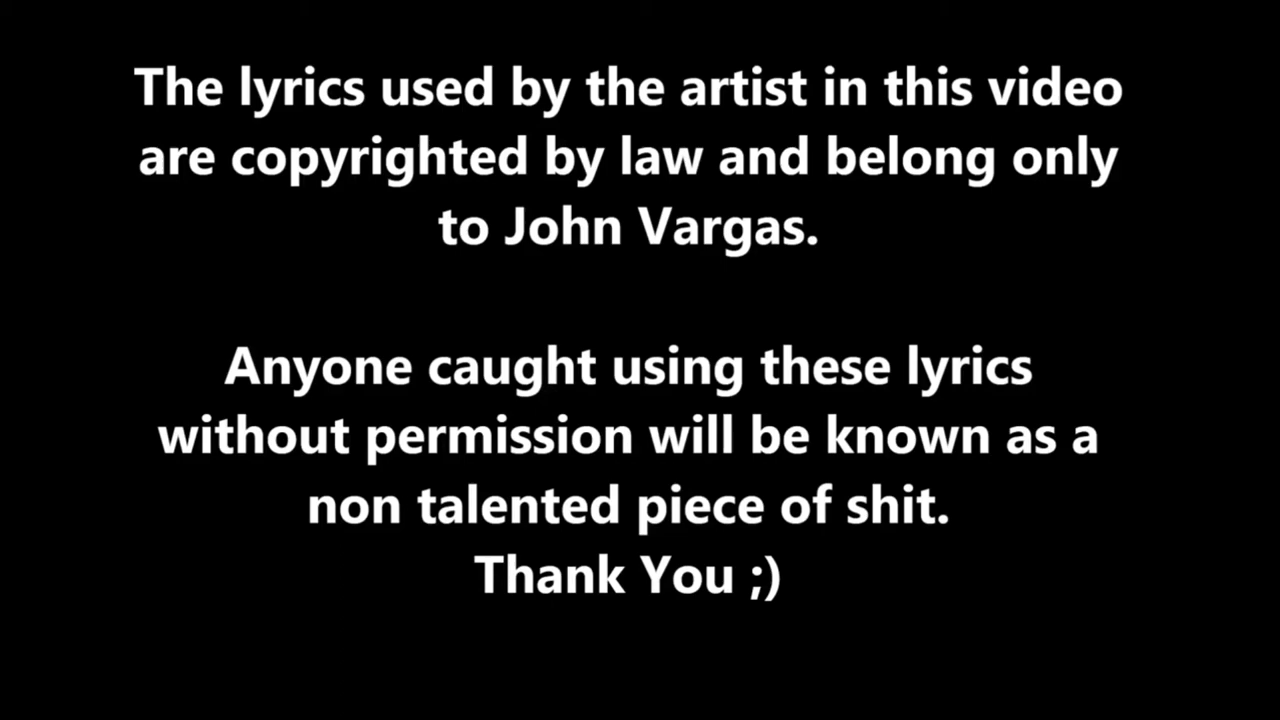 The lyrics used by the artist in this video
are copyrighted by law and belong only
to John Vargas.
Anyone caught using these lyrics
without permission will be known as a
non talented piece of shit.
Thank You ;)